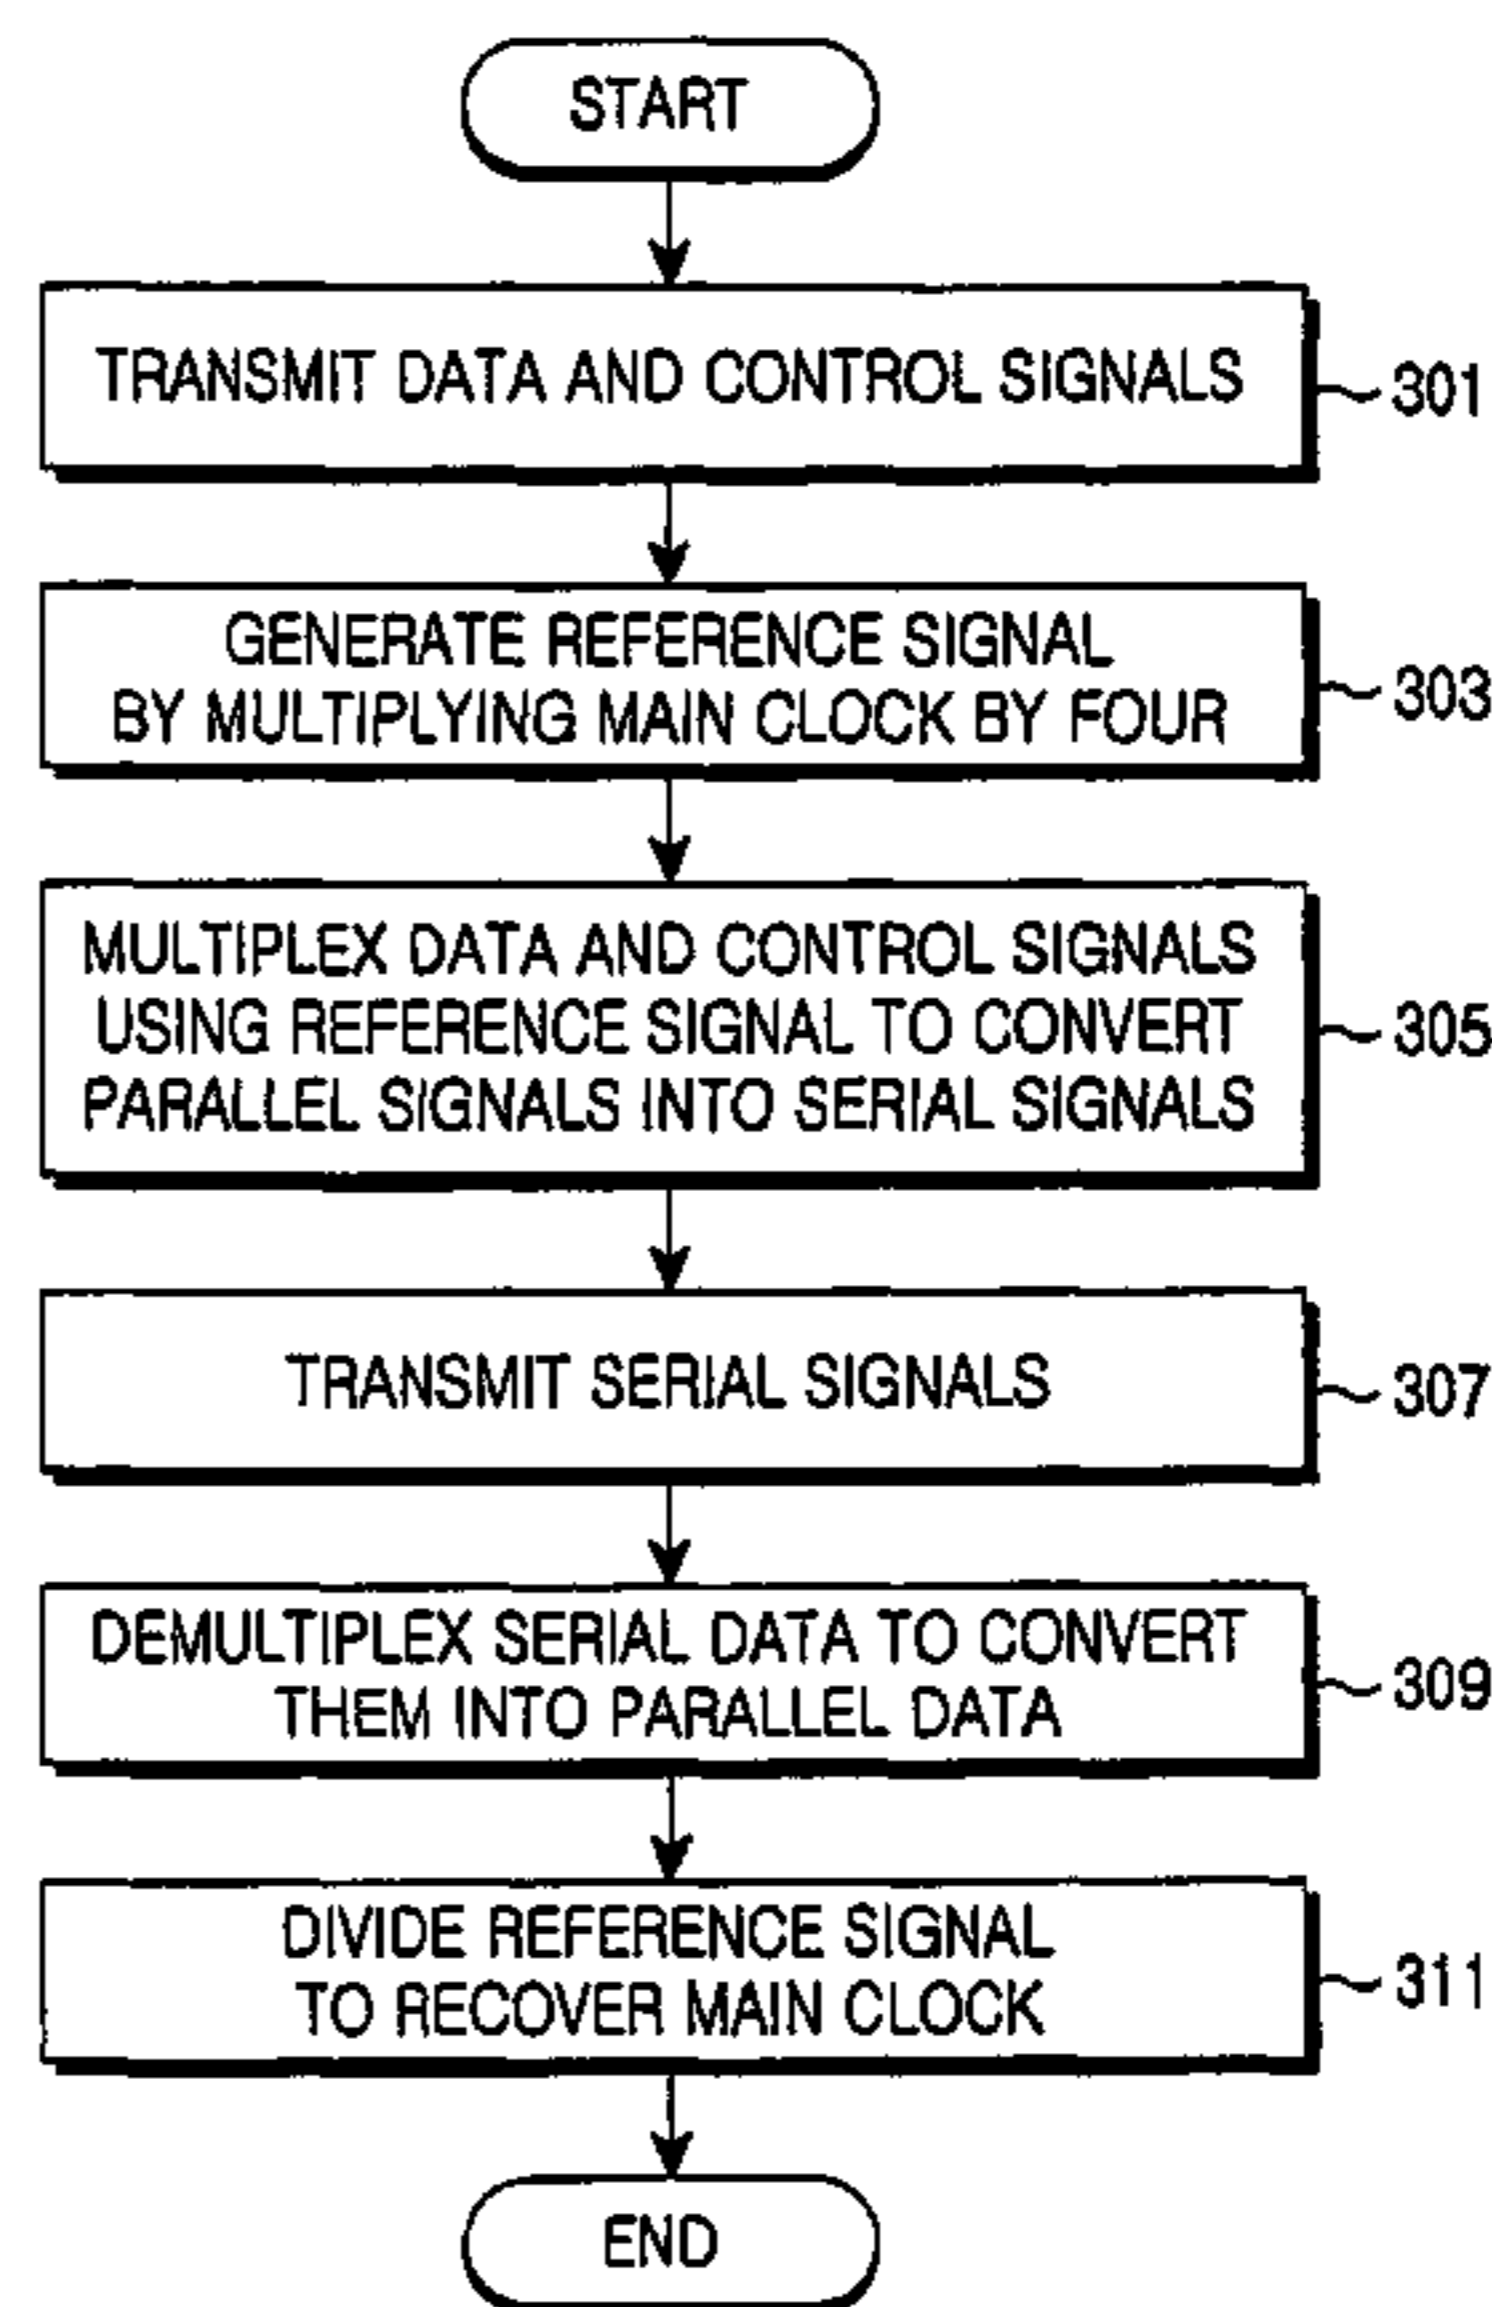 START
TRANSMIT DATA AND CONTROL SIGNALS
301
GENERATE REFERENCE SIGNAL
BY MULTIPLYING MAIN CLOCK BY FOUR
303
MULTIPLEX DATA AND CONTROL SIGNALS
USING REFERENCE SIGNAL TO CONVERT
PARALLEL SIGNALS INTO SERIAL SIGNALS
305
TRANSMIT SERIAL SIGNALS
307
DEMULTIPLEX SERIAL DATA TO CONVERT
THEM INTO PARALLEL DATA
309
DIVIDE REFERENCE SIGNAL
TO RECOVER MAIN CLOCK
311
END